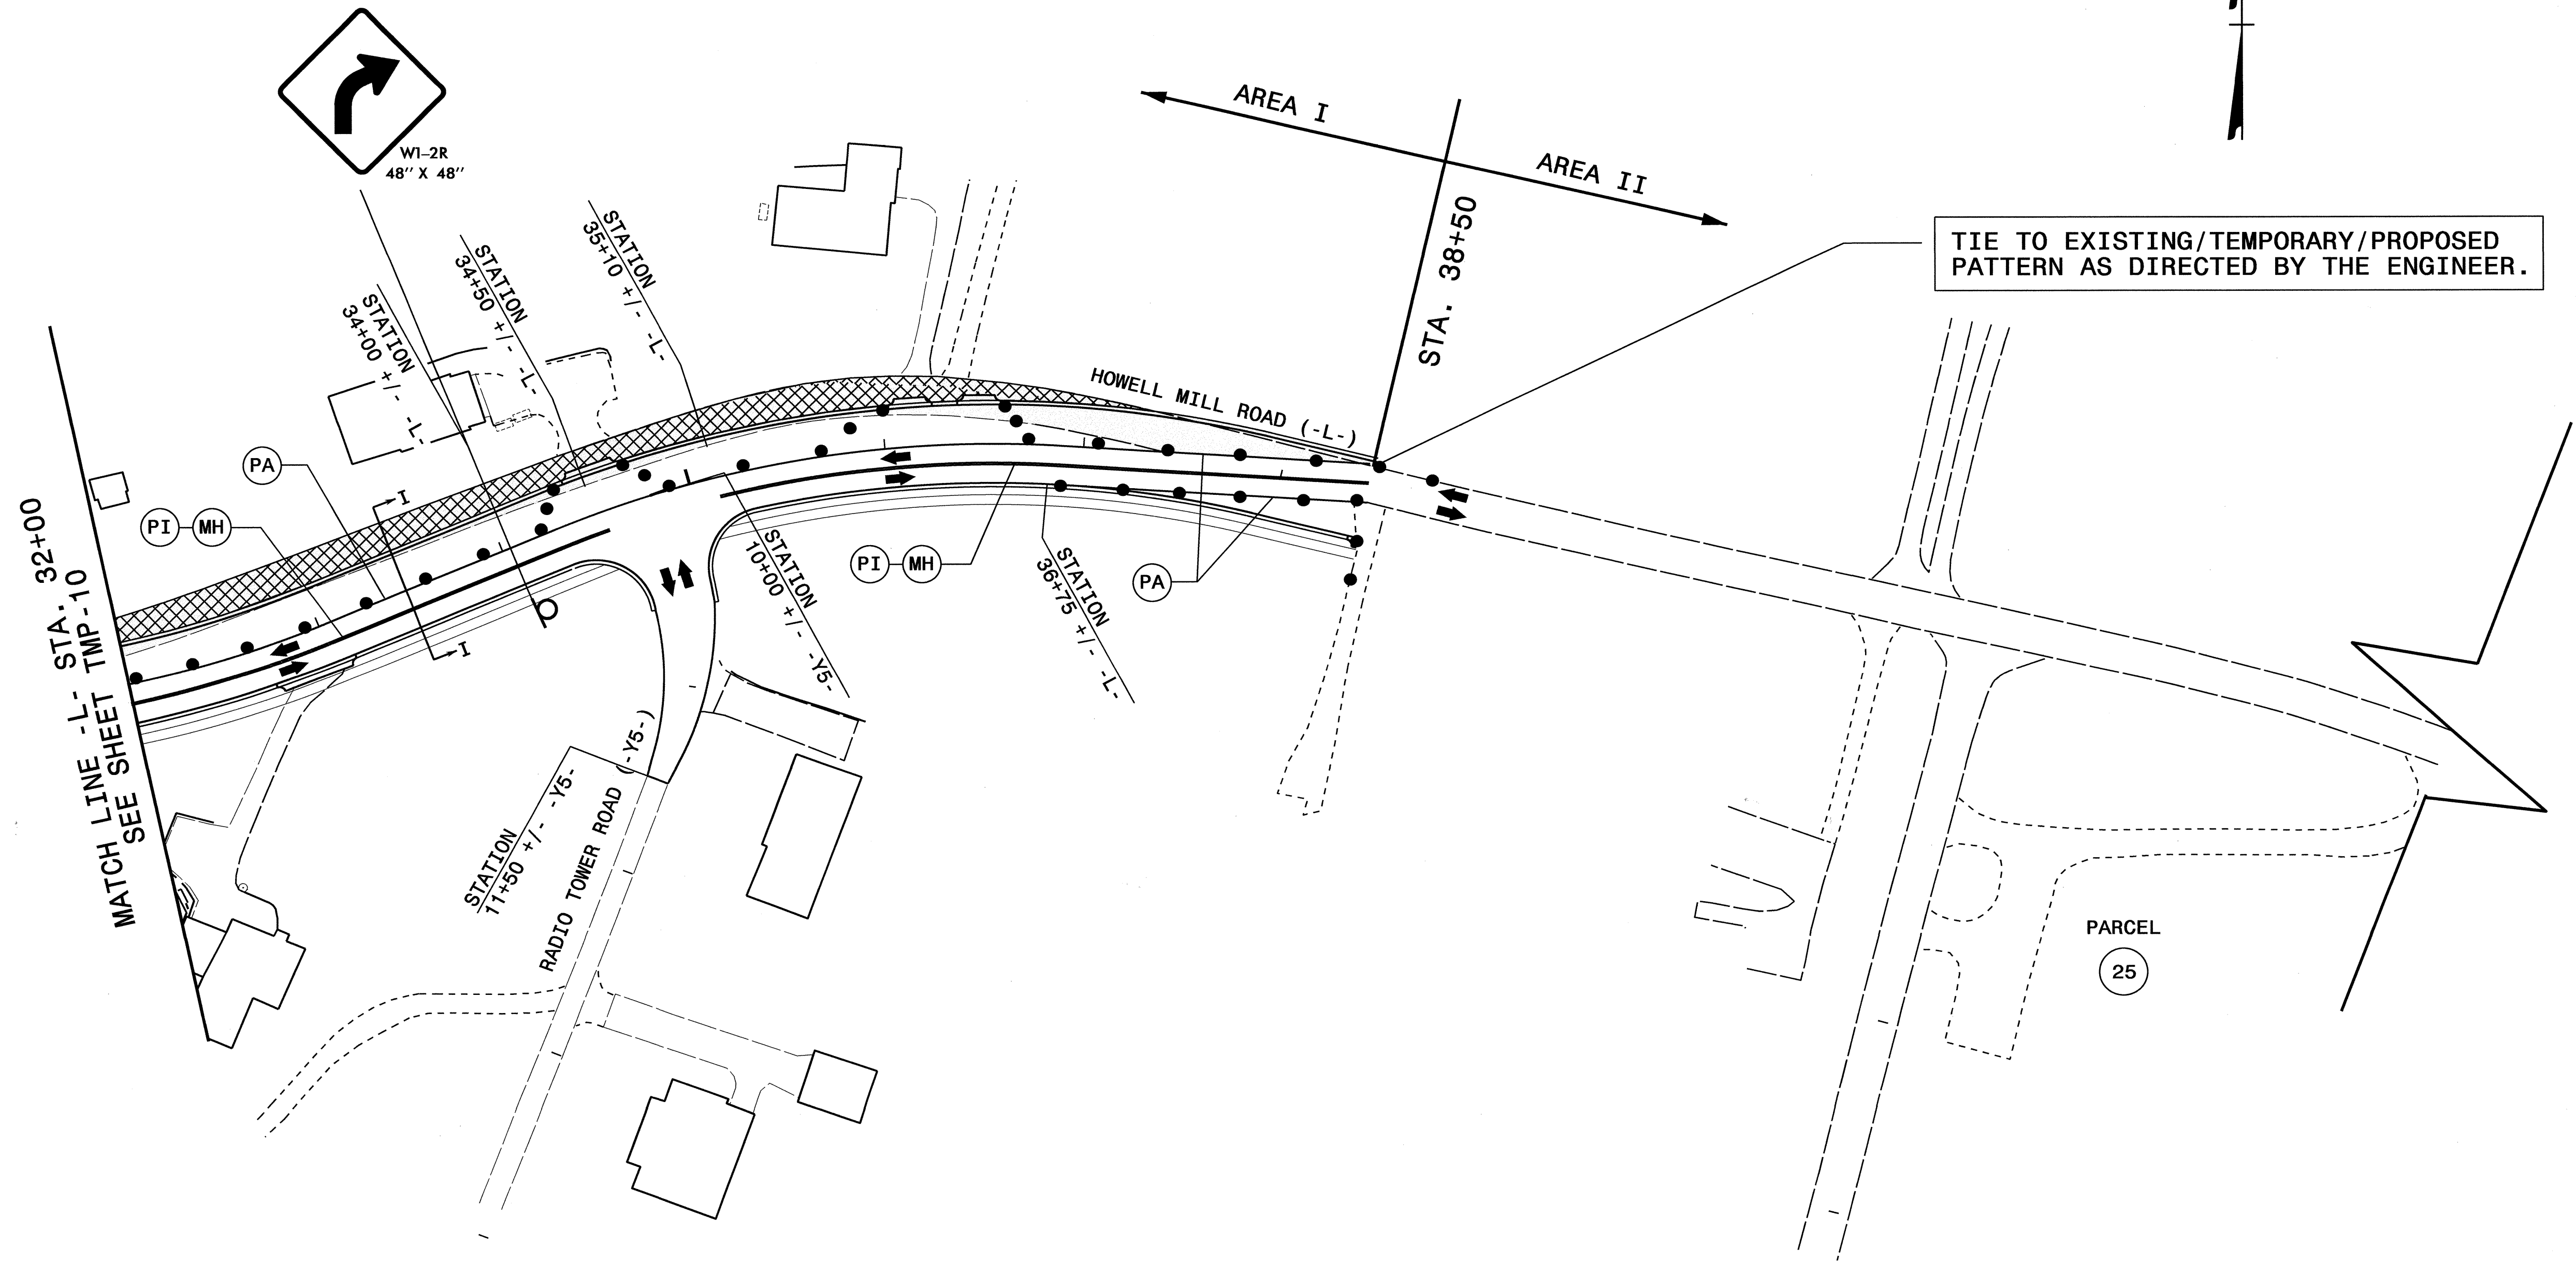 W1-2R
48" X 48"
AREA I
AREA II
STA. 38+50
TIE TO EXISTING/TEMPORARY/PROPOSED
PATTERN AS DIRECTED BY THE ENGINEER.
STATION
35+10 +/- -L-
STATION
34+50 +/- -L-
STATION
34+00 +/- -L-
HOWELL MILL ROAD (-L-)
PA
I
PI
MH
I
MATCH LINE -L- STA. 32+00
SEE SHEET TMP-10
STATION
10+00 +/- -Y5-
PI
MH
STATION
36+75 +/- -L-
PA
STATION
11+50 +/- -Y5-
RADIO TOWER ROAD (-Y5-)
PARCEL
25